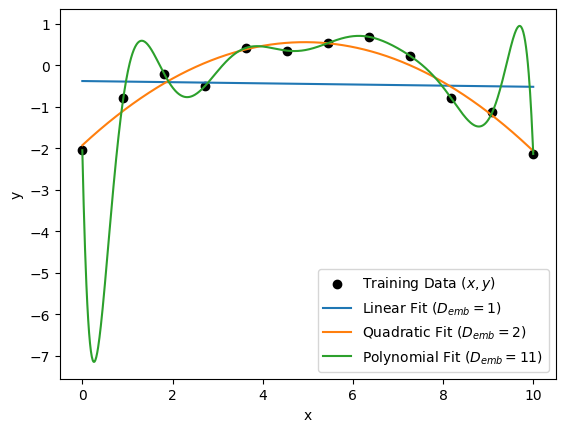 1
0
−1
−2
−3
−4
−5
−6
−7
y
0
2
4
6
8
10
x
Training Data (x, y)
Linear Fit (D_emb = 1)
Quadratic Fit (D_emb = 2)
Polynomial Fit (D_emb = 11)